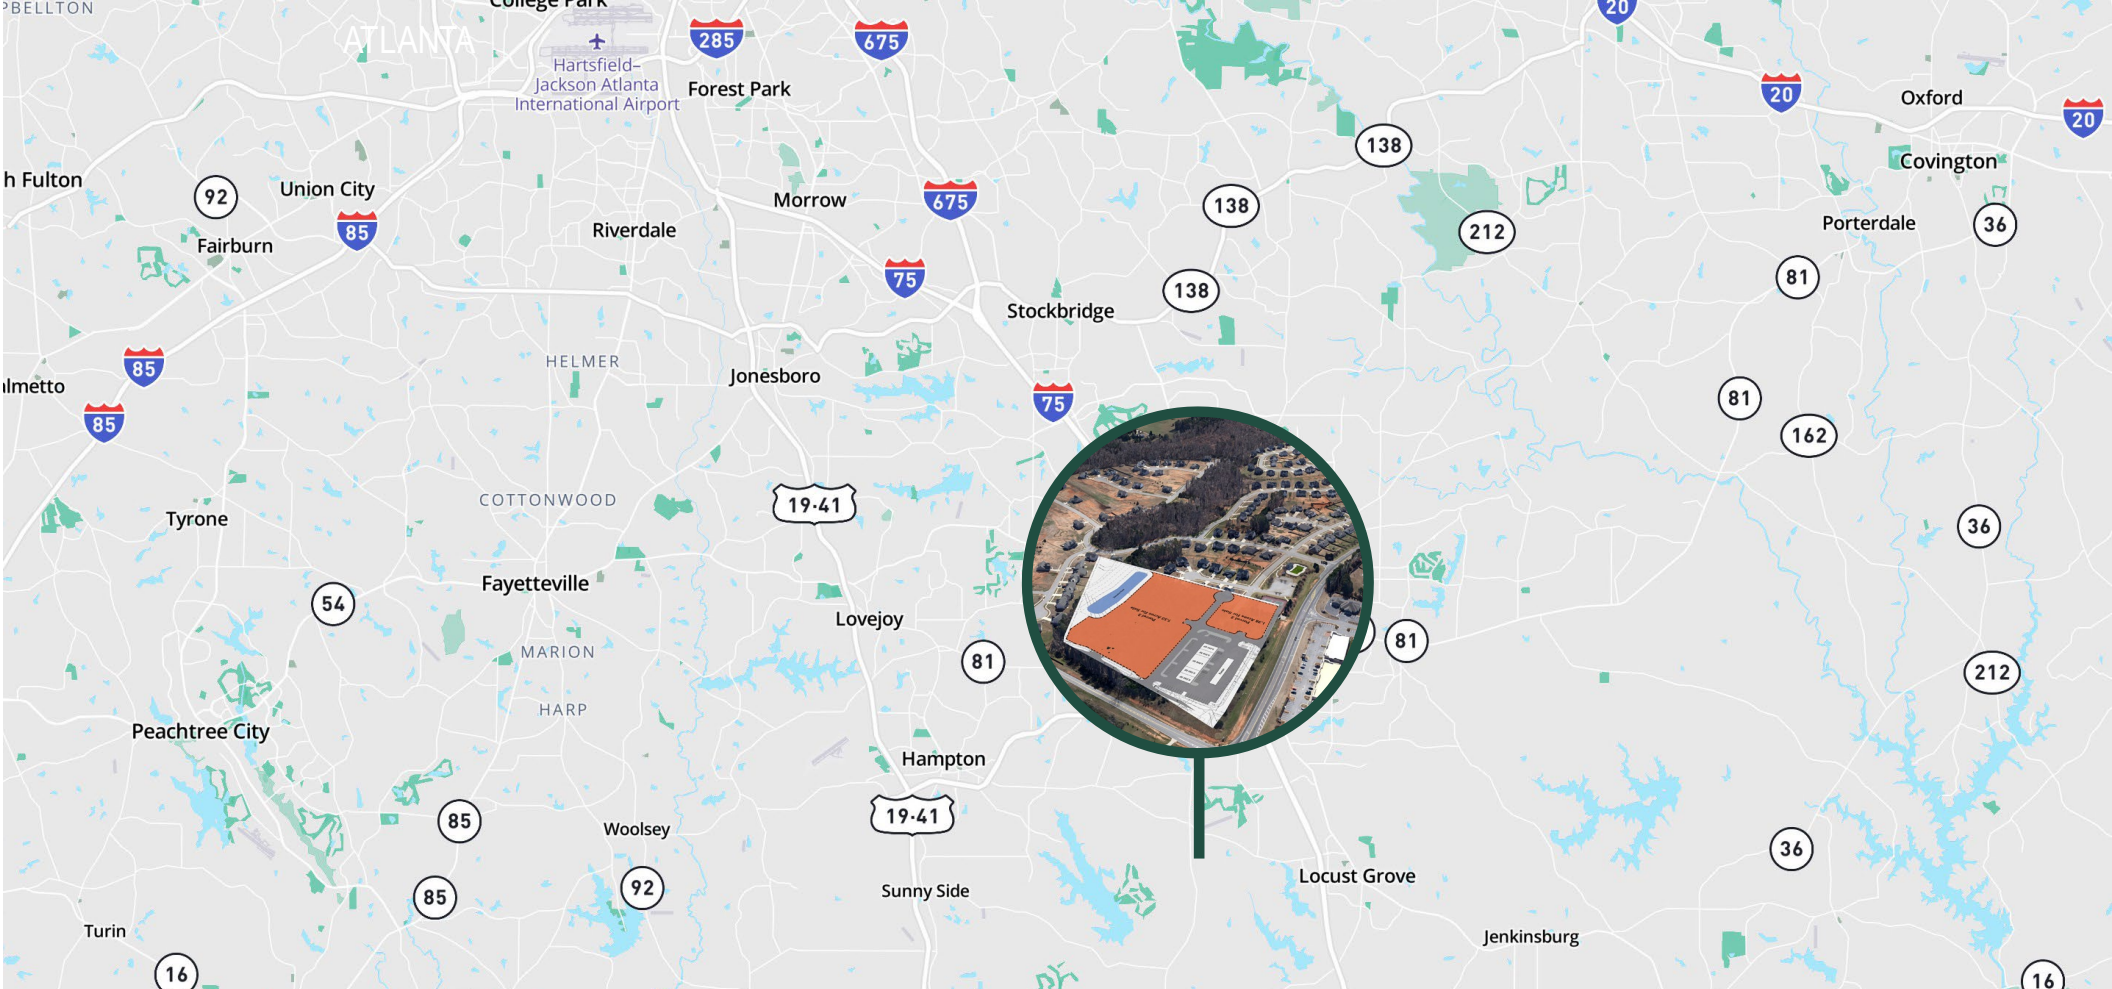 College Park
ATLANTA
285
675
20
Hartsfield–
Jackson Atlanta
International Airport
Forest Park
20
Oxford
20
138
Covington
h Fulton
92
Union City
Morrow
675
138
85
Riverdale
212
Porterdale
36
Fairburn
75
81
138
Stockbridge
85
HELMER
Jonesboro
almetto
85
75
81
162
COTTONWOOD
19·41
Tyrone
36
Fayetteville
54
Lovejoy
81
81
MARION
212
HARP
Peachtree City
Hampton
19·41
85
Woolsey
36
Sunny Side
92
Locust Grove
85
Turin
Jenkinsburg
16
16